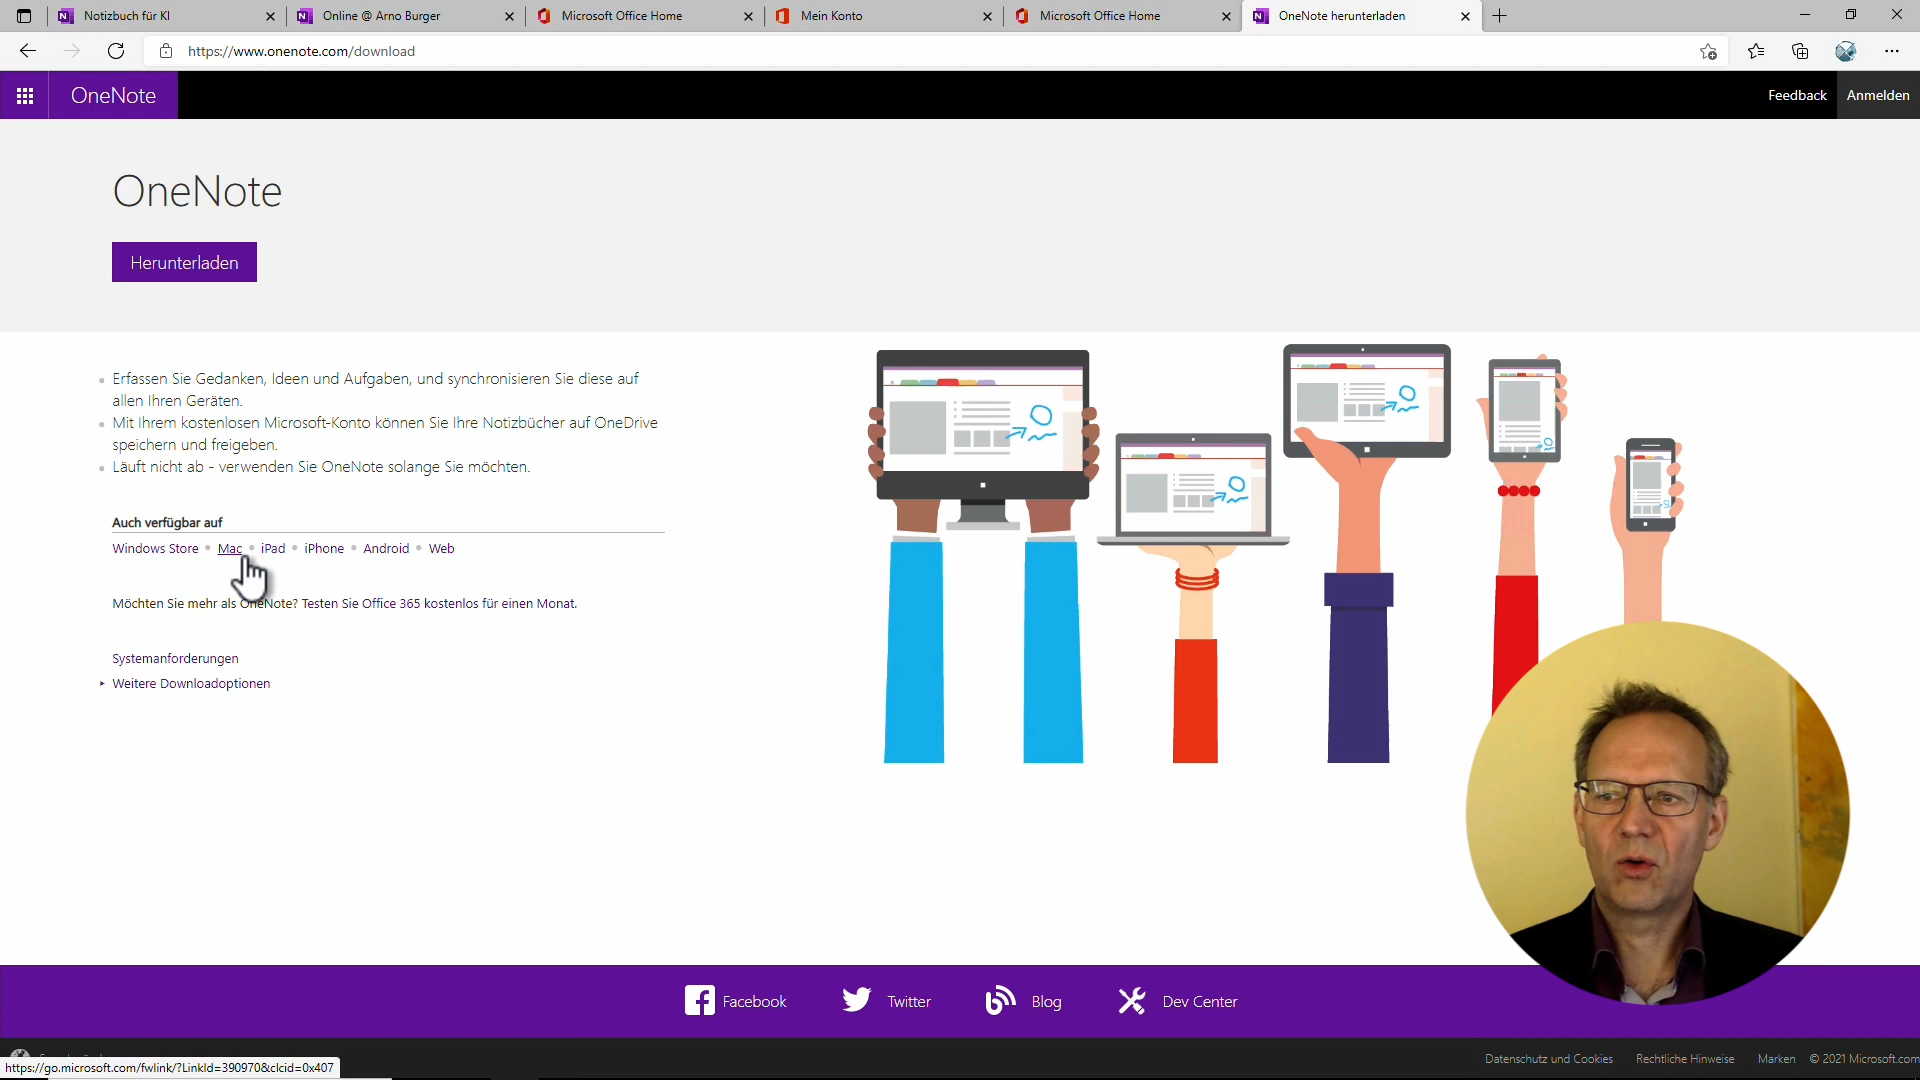 Notizbuch für KI
Online @ Arno Burger
Microsoft Office Home
Mein Konto
Microsoft Office Home
OneNote herunterladen
https://www.onenote.com/download
OneNote
Feedback
Anmelden
OneNote
Herunterladen
Erfassen Sie Gedanken, Ideen und Aufgaben, und synchronisieren Sie diese auf
allen Ihren Geräten.
Mit Ihrem kostenlosen Microsoft-Konto können Sie Ihre Notizbücher auf OneDrive
speichern und freigeben.
Läuft nicht ab - verwenden Sie OneNote solange Sie möchten.
Auch verfügbar auf
Windows Store • Mac • iPad • iPhone • Android • Web
Möchten Sie mehr als OneNote? Testen Sie Office 365 kostenlos für einen Monat.
Systemanforderungen
Weitere Downloadoptionen
Facebook
Twitter
Blog
Dev Center
https://go.microsoft.com/fwlink/?LinkId=390970&clcid=0x407
Datenschutz und Cookies
Rechtliche Hinweise
Marken
© 2021 Microsoft.com